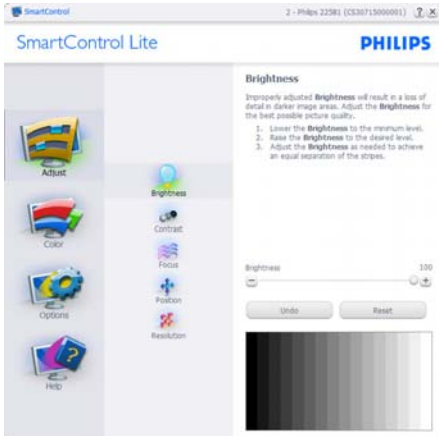 SmartControl
2 - Philips 225B1 (CS30715000001)
SmartControl Lite
PHILIPS
Adjust
Color
Options
Help
Brightness
Contrast
Focus
Position
Resolution
Brightness
Improperly adjusted Brightness will result in a loss of
detail in darker image areas. Adjust the Brightness for
the best possible picture quality.
1. Lower the Brightness to the minimum level.
2. Raise the Brightness to the desired level.
3. Adjust the Brightness as needed to achieve
an equal separation of the stripes.
Brightness 100
Undo
Reset